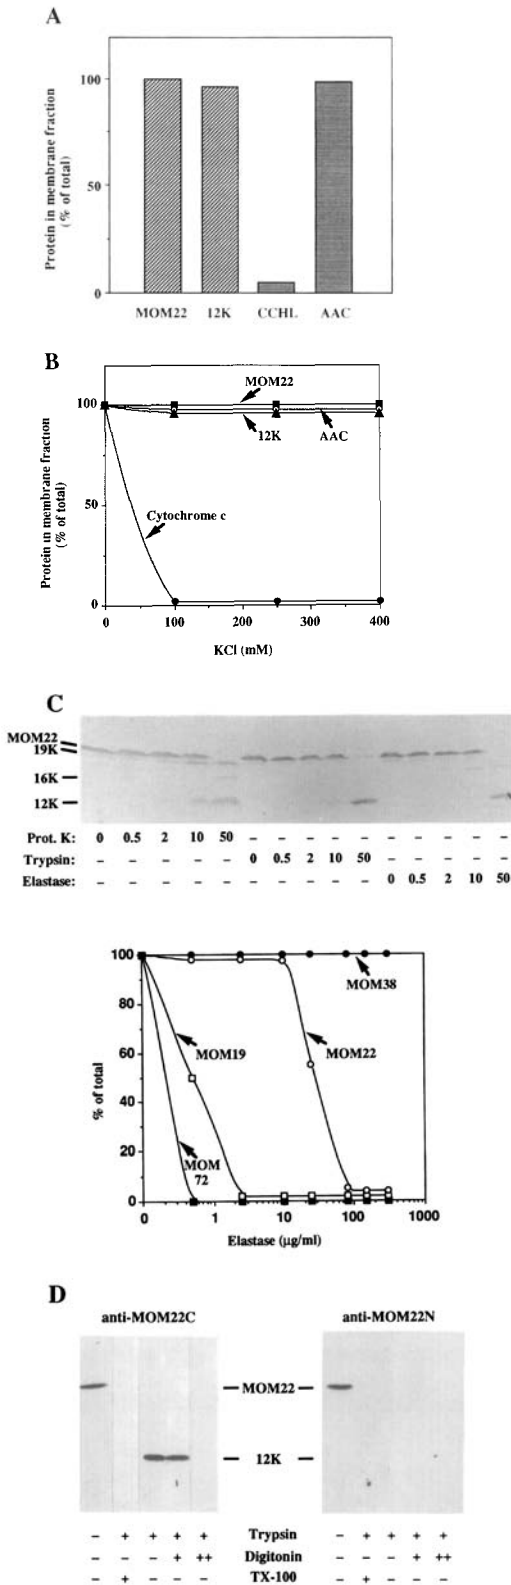 A
Protein in membrane fraction
(% of total)
100
50
0
MOM22 12K CCHL AAC
B
Protein in membrane fraction
(% of total)
MOM22
100
12K
AAC
50
Cytochrome c
0
0 100 200 300 400
KCl (mM)
C
MOM22
19K
16K
12K
Prot. K: 0 0.5 2 10 50 – – – – – – – – – –
Trypsin: – – – – – 0 0.5 2 10 50 – – – – –
Elastase: – – – – – – – – – – 0 0.5 2 10 50
% of total
100
MOM38
80
MOM19
MOM22
60
40
20
MOM
72
0
0 1 10 100 1000
Elastase (µg/ml)
D
anti-MOM22C anti-MOM22N
MOM22
12K
– + + + + Trypsin – + + + +
– – – + ++ Digitonin – – – + ++
– + – – – TX-100 – + – – –